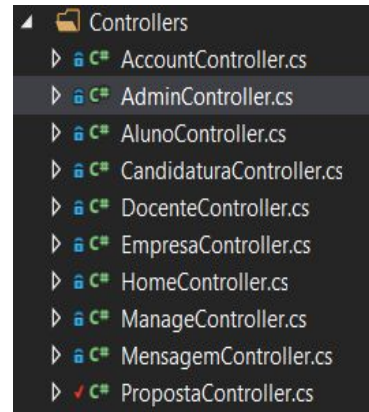 Controllers
C# AccountController.cs
C# AdminController.cs
C# AlunoController.cs
C# CandidaturaController.cs
C# DocenteController.cs
C# EmpresaController.cs
C# HomeController.cs
C# ManageController.cs
C# MensagemController.cs
C# PropostaController.cs